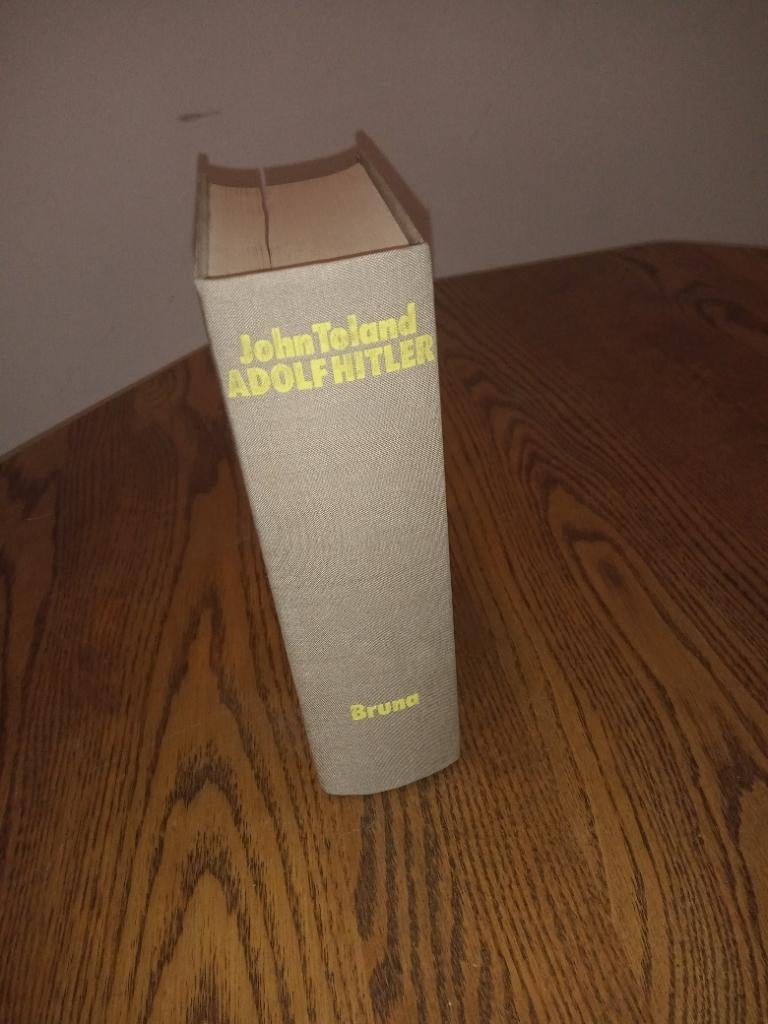 John Toland
ADOLF HITLER
Bruna